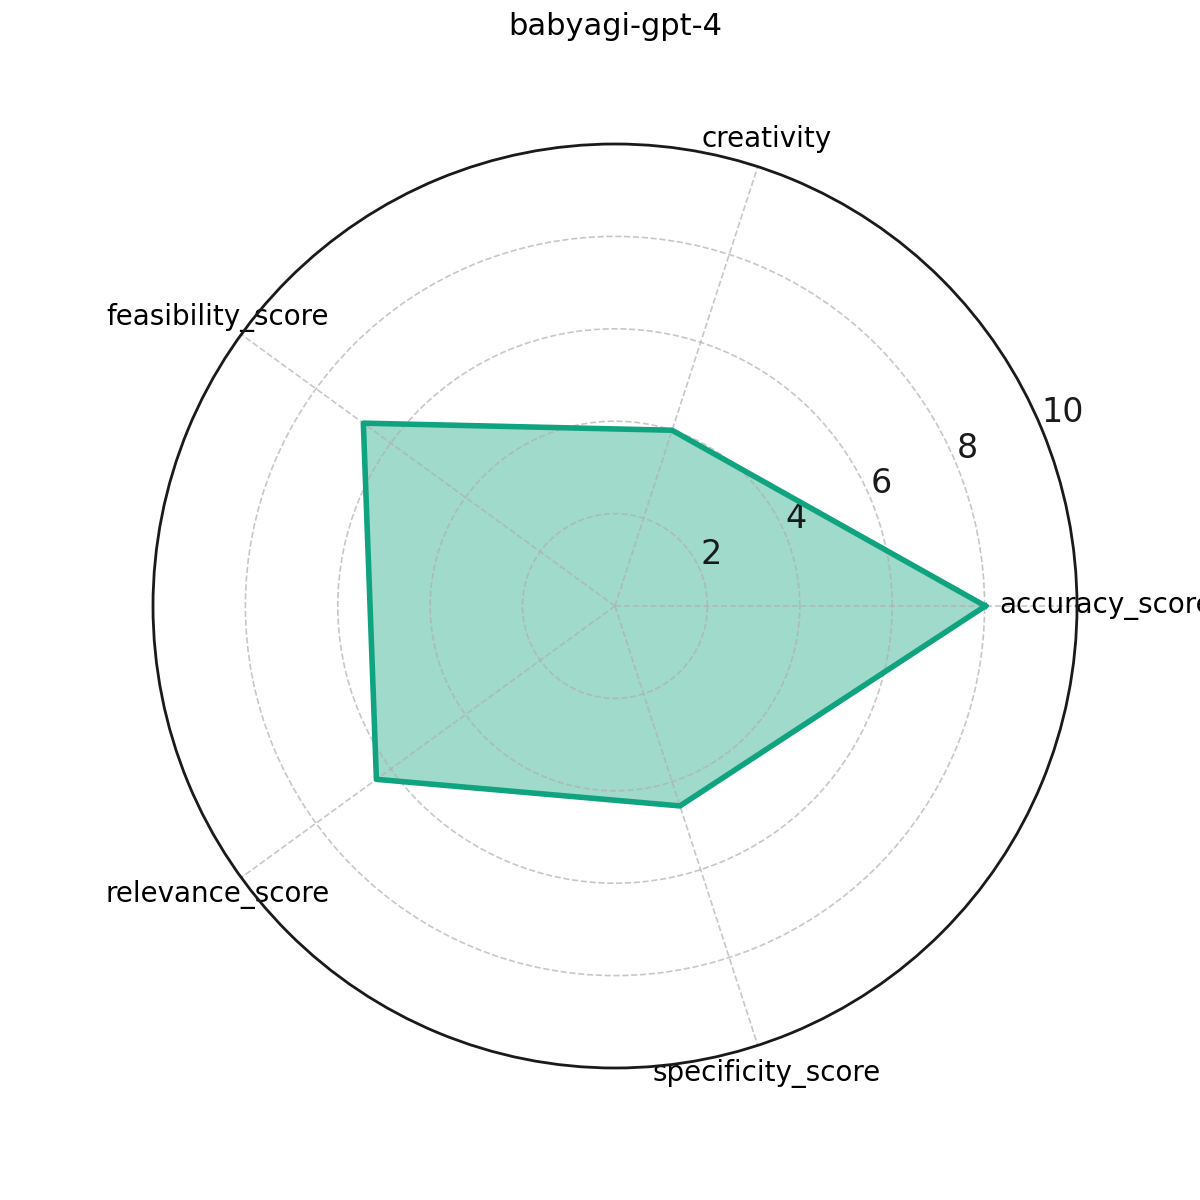 babyagi-gpt-4
creativity
feasibility_score
10
8
6
4
2
accuracy_score
relevance_score
specificity_score